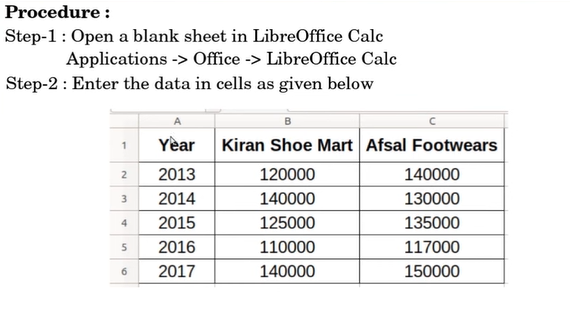 Procedure :
Step-1 : Open a blank sheet in LibreOffice Calc
Applications -> Office -> LibreOffice Calc
Step-2 : Enter the data in cells as given below
A B C
1 Year Kiran Shoe Mart Afsal Footwears
2 2013 120000 140000
3 2014 140000 130000
4 2015 125000 135000
5 2016 110000 117000
6 2017 140000 150000